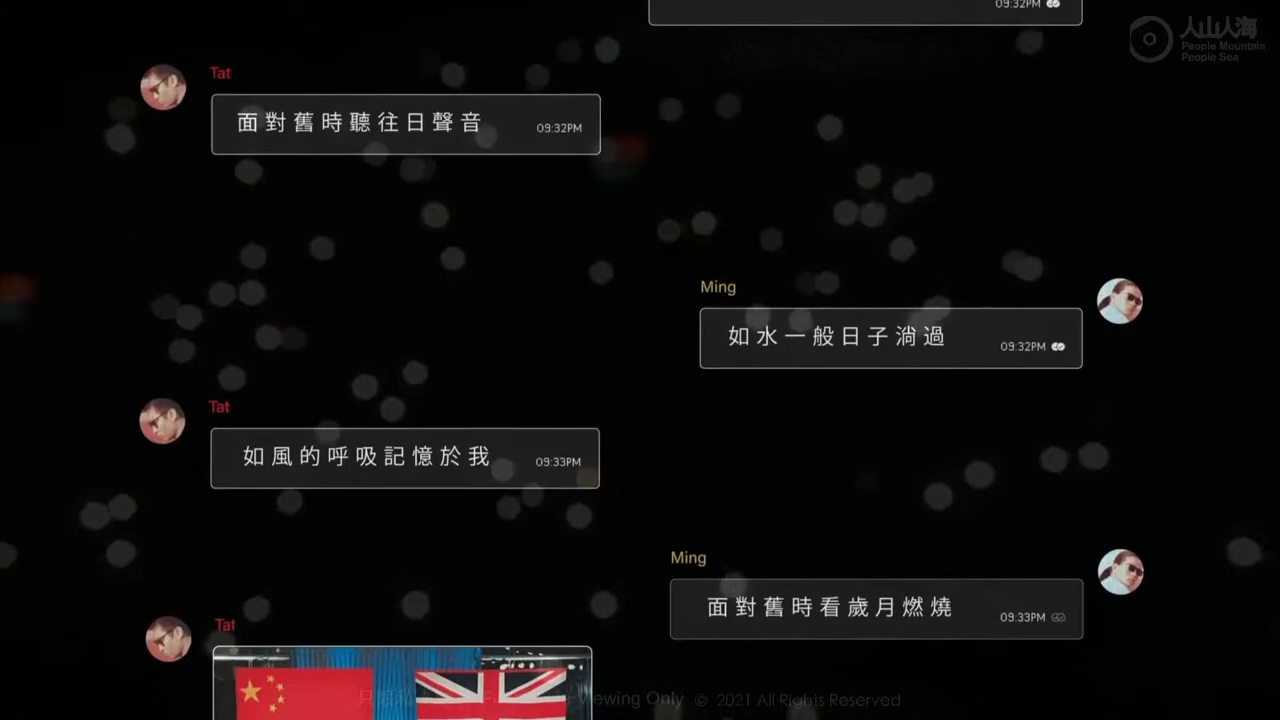 09:32PM
人山人海
People Mountain
People Sea
Tat
面對舊時聽往日聲音
09:32PM
Ming
如水一般日子淌過
09:32PM
Tat
如風的呼吸記憶於我
09:33PM
Ming
面對舊時看歲月燃燒
09:33PM
Tat
Viewing Only © 2021 All Rights Reserved